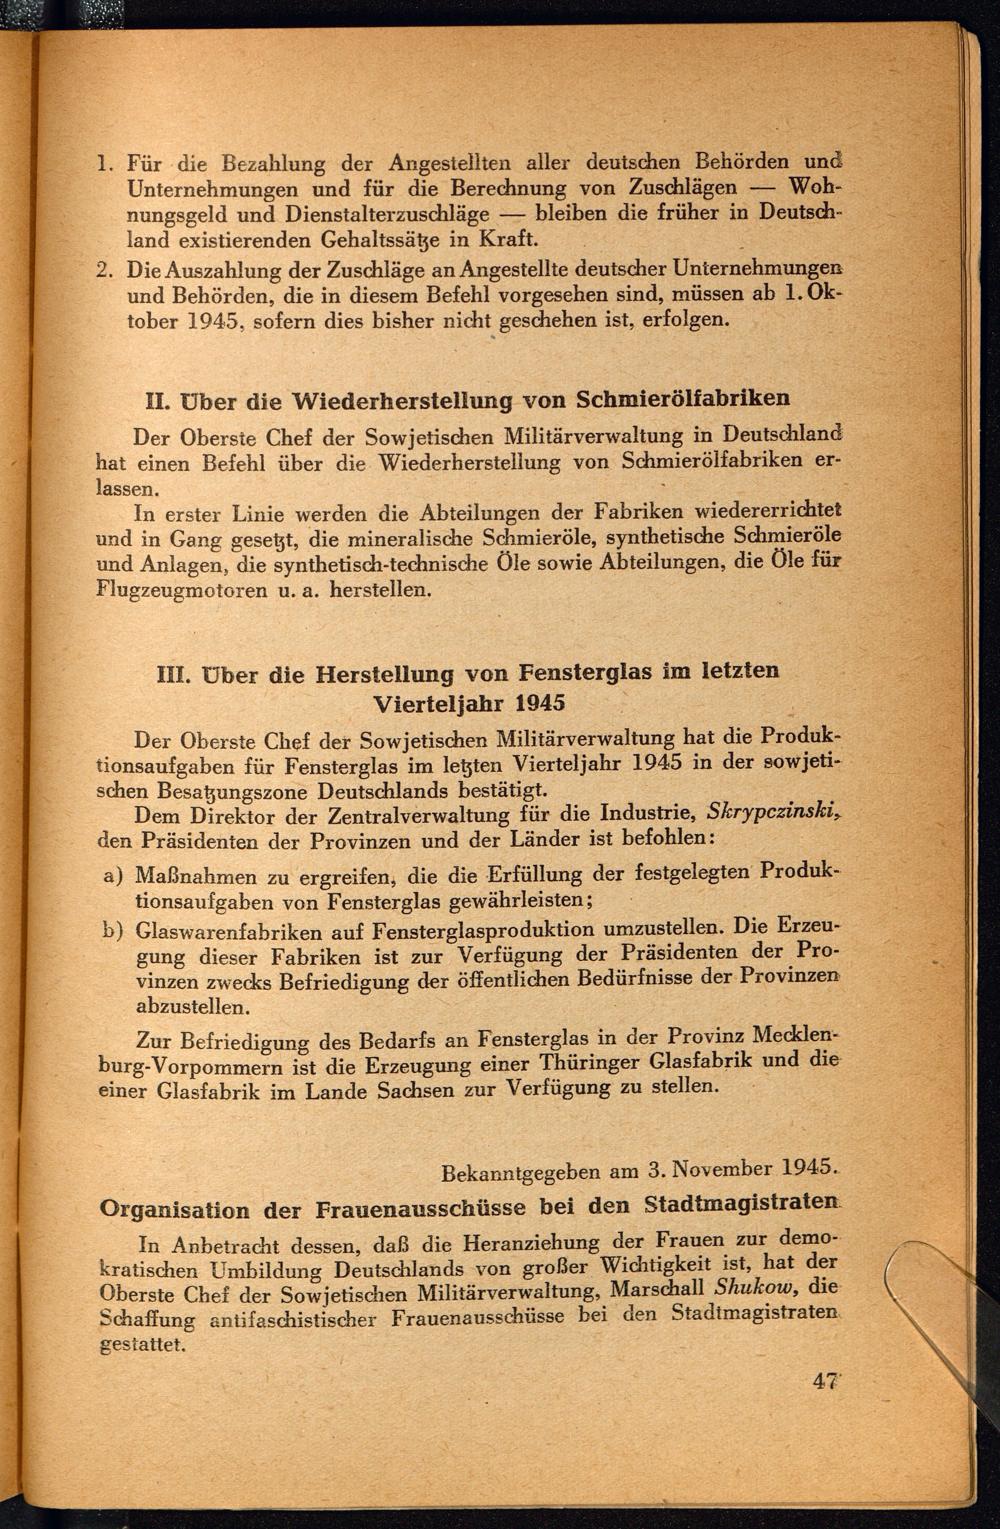 1. Für die Bezahlung der Angestellten aller deutschen Behörden und
Unternehmungen und für die Berechnung von Zuschlägen — Woh-
nungsgeld und Dienstalterzuschläge — bleiben die früher in Deutsch-
land existierenden Gehaltssätze in Kraft.
2. Die Auszahlung der Zuschläge an Angestellte deutscher Unternehmungen
und Behörden, die in diesem Befehl vorgesehen sind, müssen ab 1. Ok-
tober 1945, sofern dies bisher nicht geschehen ist, erfolgen.
II. Über die Wiederherstellung von Schmierölfabriken
Der Oberste Chef der Sowjetischen Militärverwaltung in Deutschland
hat einen Befehl über die Wiederherstellung von Schmierölfabriken er-
lassen.
In erster Linie werden die Abteilungen der Fabriken wiedererrichtet
und in Gang gesetzt, die mineralische Schmieröle, synthetische Schmieröle
und Anlagen, die synthetisch-technische Öle sowie Abteilungen, die Öle für
Flugzeugmotoren u. a. herstellen.
III. Über die Herstellung von Fensterglas im letzten
Vierteljahr 1945
Der Oberste Chef der Sowjetischen Militärverwaltung hat die Produk-
tionsaufgaben für Fensterglas im letzten Vierteljahr 1945 in der sowjeti-
schen Besatzungszone Deutschlands bestätigt.
Dem Direktor der Zentralverwaltung für die Industrie, Skrypczinski,
den Präsidenten der Provinzen und der Länder ist befohlen:
a) Maßnahmen zu ergreifen, die die Erfüllung der festgelegten Produk-
tionsaufgaben von Fensterglas gewährleisten;
b) Glaswarenfabriken auf Fensterglasproduktion umzustellen. Die Erzeu-
gung dieser Fabriken ist zur Verfügung der Präsidenten der Pro-
vinzen zwecks Befriedigung der öffentlichen Bedürfnisse der Provinzen
abzustellen.
Zur Befriedigung des Bedarfs an Fensterglas in der Provinz Mecklen-
burg-Vorpommern ist die Erzeugung einer Thüringer Glasfabrik und die
einer Glasfabrik im Lande Sachsen zur Verfügung zu stellen.
Bekanntgegeben am 3. November 1945.
Organisation der Frauenausschüsse bei den Stadtmagistraten
In Anbetracht dessen, daß die Heranziehung der Frauen zur demo-
kratischen Umbildung Deutschlands von großer Wichtigkeit ist, hat der
Oberste Chef der Sowjetischen Militärverwaltung, Marschall Shukow, die
Schaffung antifaschistischer Frauenausschüsse bei den Stadtmagistraten
gestattet.
47